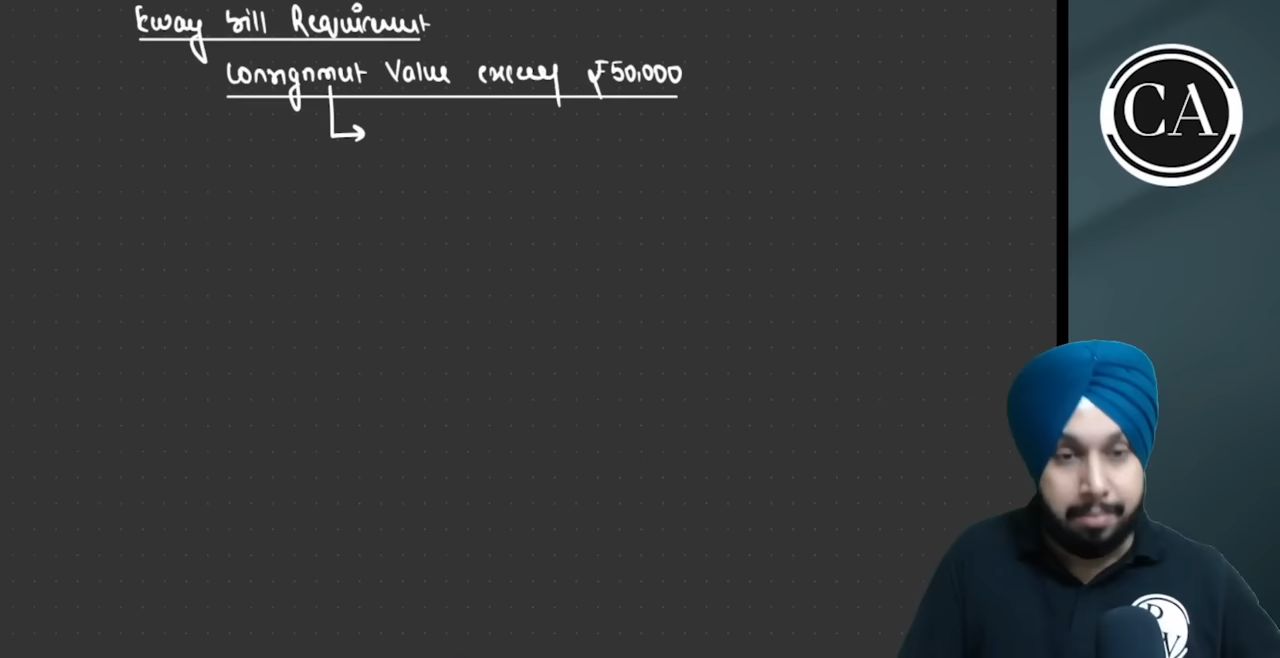 Eway bill Requirement
Consignment Value exceeds ₹50,000
CA